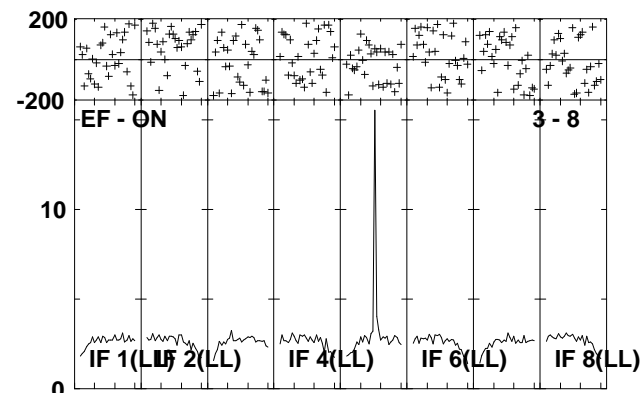 200
-200
EF - ON 3 - 8
10
IF 1(LL) IF 2(LL) IF 4(LL) IF 6(LL) IF 8(LL)
0